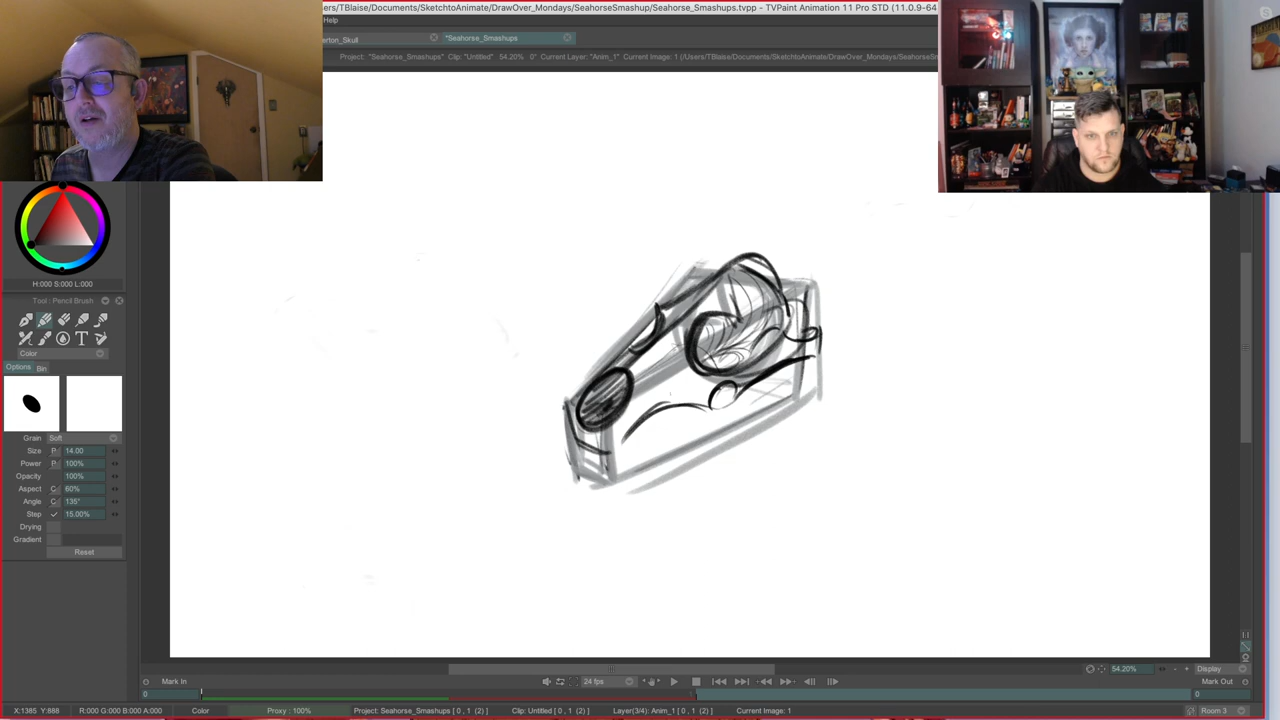 ers/TBlaise/Documents/SketchtoAnimate/DrawOver_Mondays/SeahorseSmashup/Seahorse_Smashups.tvpp - TVPaint Animation 11 Pro STD (11.0.9-64
Help
erton_Skull
*Seahorse_Smashups
Project: "Seahorse_Smashups" Clip: "Untitled" 54.20% 0° Current Layer: "Anim_1" Current Image: 1 (/Users/TBlaise/Documents/SketchtoAnimate/DrawOver_Mondays/SeahorseSm
H:000 S:000 L:000
Tool : Pencil Brush
Color
Options Bin
Grain Soft
Size P 14.00
Power P 100%
Opacity 100%
Aspect C 60%
Angle C 135°
Step 15.00%
Drying
Gradient
Reset
54.20% - + Display
Mark In 24 fps Mark Out
0 0
X:1385 Y:888 R:000 G:000 B:000 A:000 Color Proxy : 100% Project: Seahorse_Smashups [ 0 , 1 (2) ] Clip: Untitled [ 0 , 1 (2) ] Layer(3/4): Anim_1 [ 0 , 1 (2) ] Current Image: 1 Room 3